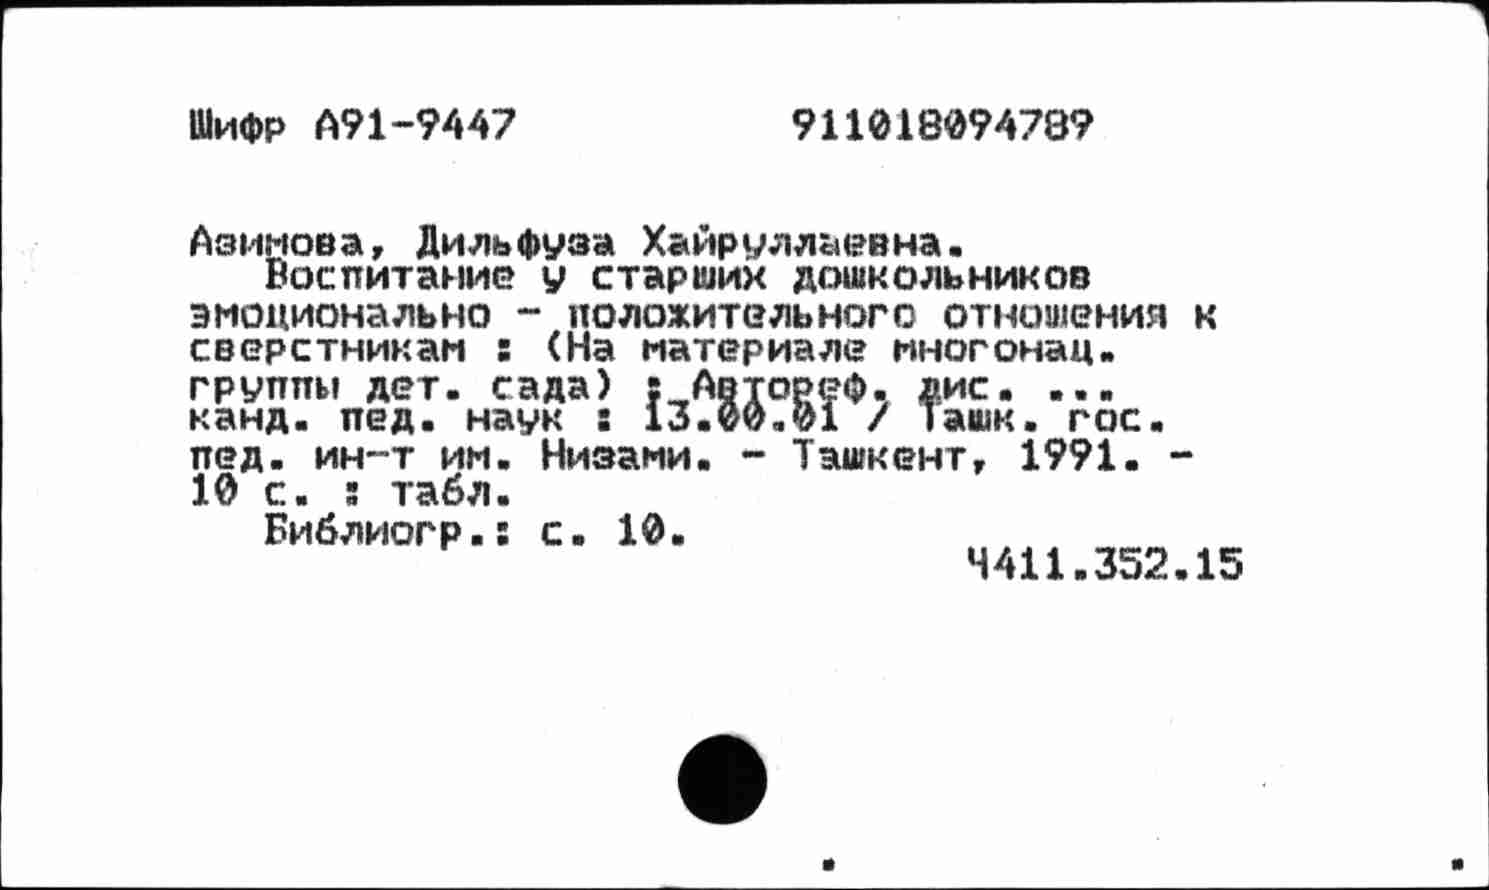 Шифр А91-9447 911018094789
Азимова, Дильфуза Хайруллаевна.
Воспитание у старших дошкольников
эмоционально - положительного отношения к
сверстникам : (На материале многонац.
группы дет. сада) : Автореф. дис. ...
канд. пед. наук : 13.00.01 / Ташк. гос.
пед. ин-т им. Низами. - Ташкент, 1991. -
10 с. : табл.
Библиогр.: с. 10.
Ч411.352.15